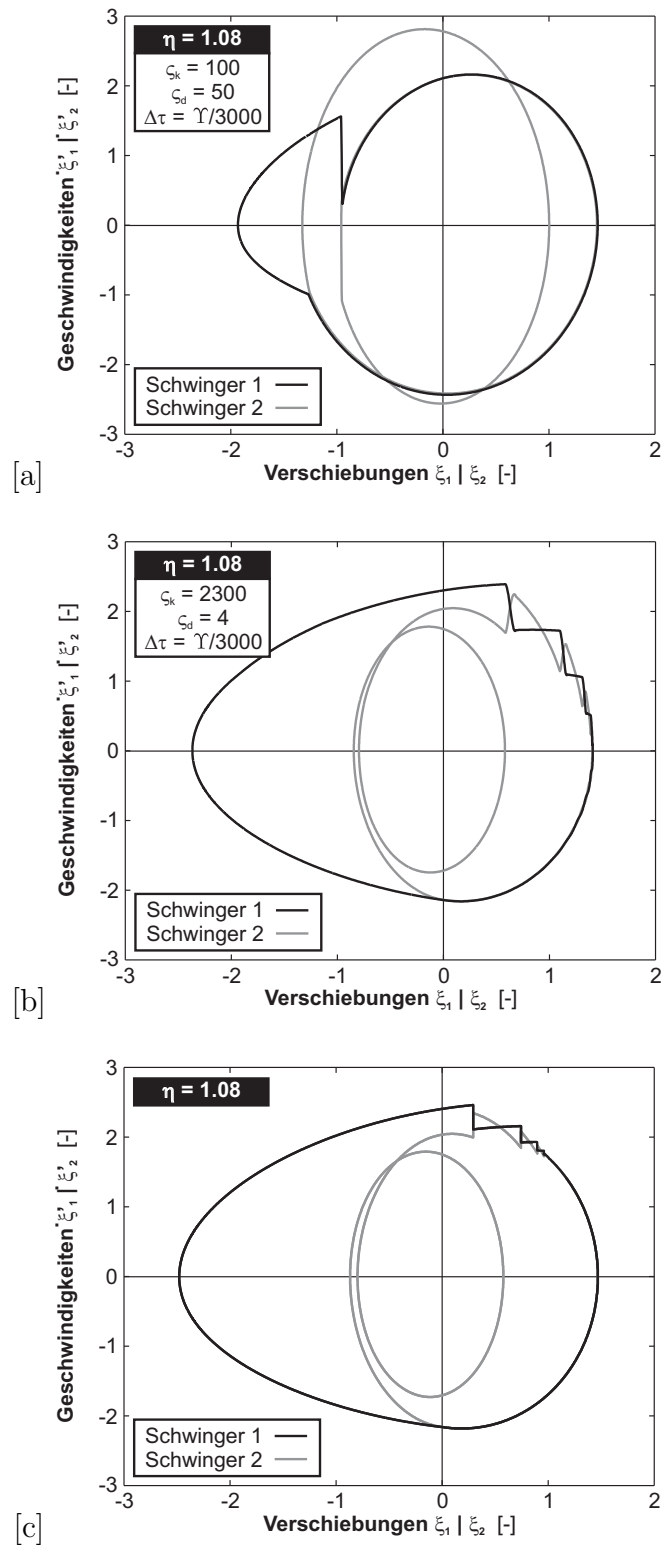 3
2
1
0
-1
-2
-3
Geschwindigkeiten ξ'₁ | ξ'₂ [-]
η = 1.08
ςₖ = 100
ς_d = 50
Δτ = ϒ/3000
Schwinger 1
Schwinger 2
-3 -2 -1 0 1 2
Verschiebungen ξ₁ | ξ₂ [-]
[a]
3
2
1
0
-1
-2
-3
Geschwindigkeiten ξ'₁ | ξ'₂ [-]
η = 1.08
ςₖ = 2300
ς_d = 4
Δτ = ϒ/3000
Schwinger 1
Schwinger 2
-3 -2 -1 0 1 2
Verschiebungen ξ₁ | ξ₂ [-]
[b]
3
2
1
0
-1
-2
-3
Geschwindigkeiten ξ'₁ | ξ'₂ [-]
η = 1.08
Schwinger 1
Schwinger 2
-3 -2 -1 0 1 2
Verschiebungen ξ₁ | ξ₂ [-]
[c]